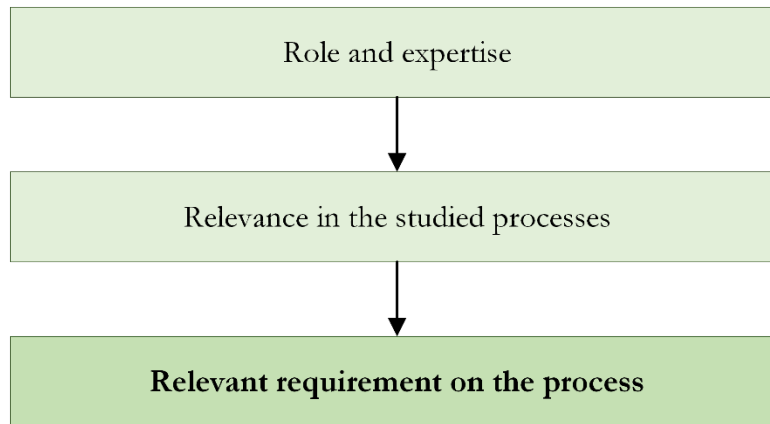 Role and expertise
Relevance in the studied processes
Relevant requirement on the process